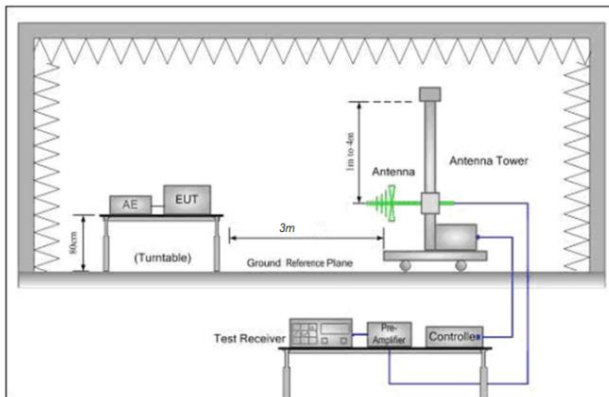 1m to 4m
Antenna
Antenna Tower
AE
EUT
80cm
(Turntable)
3m
Ground Reference Plane
Test Receiver
Pre-
Amplifier
Controller